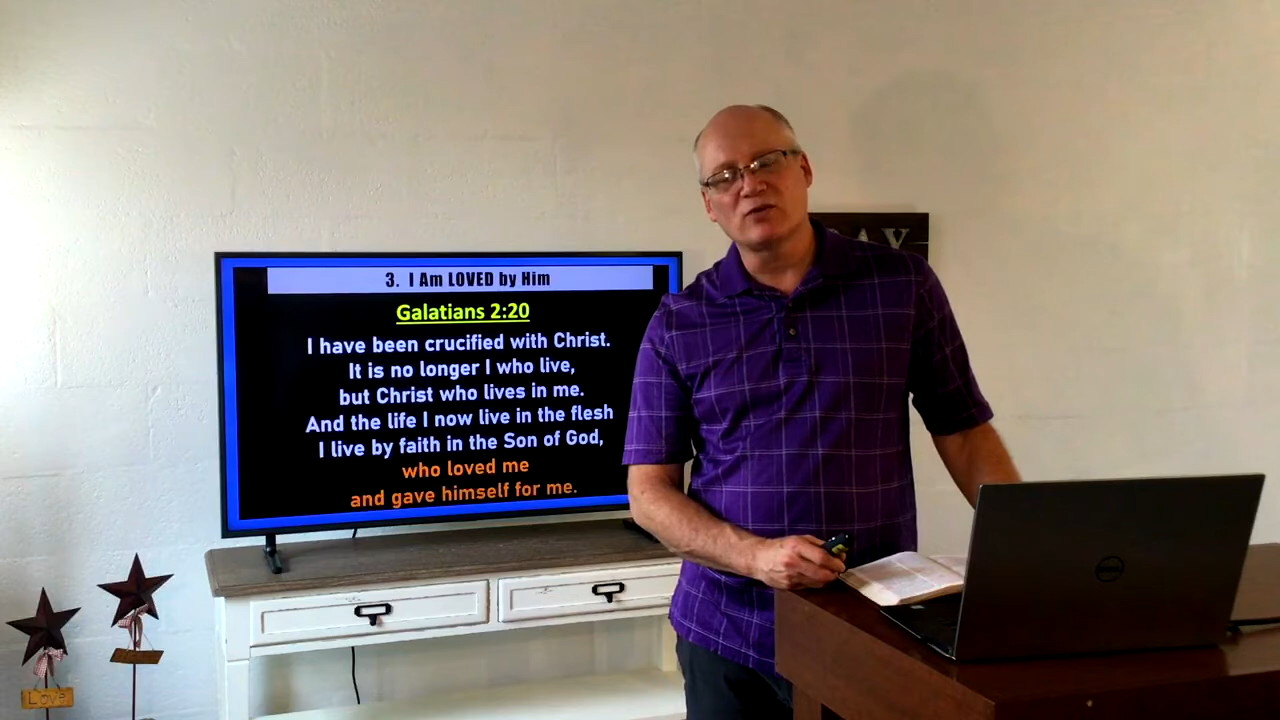 3. I Am LOVED by Him
Galatians 2:20
I have been crucified with Christ.
It is no longer I who live,
but Christ who lives in me.
And the life I now live in the flesh
I live by faith in the Son of God,
who loved me
and gave himself for me.
AY
DELL
Love